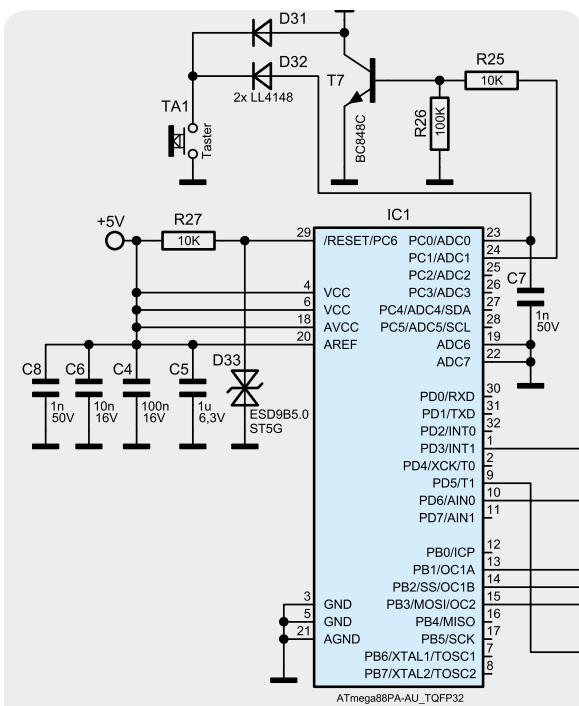 D31
D32
2x LL4148
T7
BC848C
R25
10K
R26
100K
TA1
Taster
+5V
R27
10K
IC1
29 /RESET/PC6
4 VCC
6 VCC
18 AVCC
20 AREF
3 GND
5 GND
21 AGND
PC0/ADC0 23
PC1/ADC1 24
PC2/ADC2 25
PC3/ADC3 26
PC4/ADC4/SDA 27
PC5/ADC5/SCL 28
ADC6 19
ADC7 22
PD0/RXD 30
PD1/TXD 31
PD2/INT0 32
PD3/INT1 1
PD4/XCK/T0 2
PD5/T1 9
PD6/AIN0 10
PD7/AIN1 11
PB0/ICP 12
PB1/OC1A 13
PB2/SS/OC1B 14
PB3/MOSI/OC2 15
PB4/MISO 16
PB5/SCK 17
PB6/XTAL1/TOSC1 7
PB7/XTAL2/TOSC2 8
C7
1n
50V
C8
1n
50V
C6
10n
16V
C4
100n
16V
C5
1u
6,3V
D33
ESD9B5.0
ST5G
ATmega88PA-AU_TQFP32